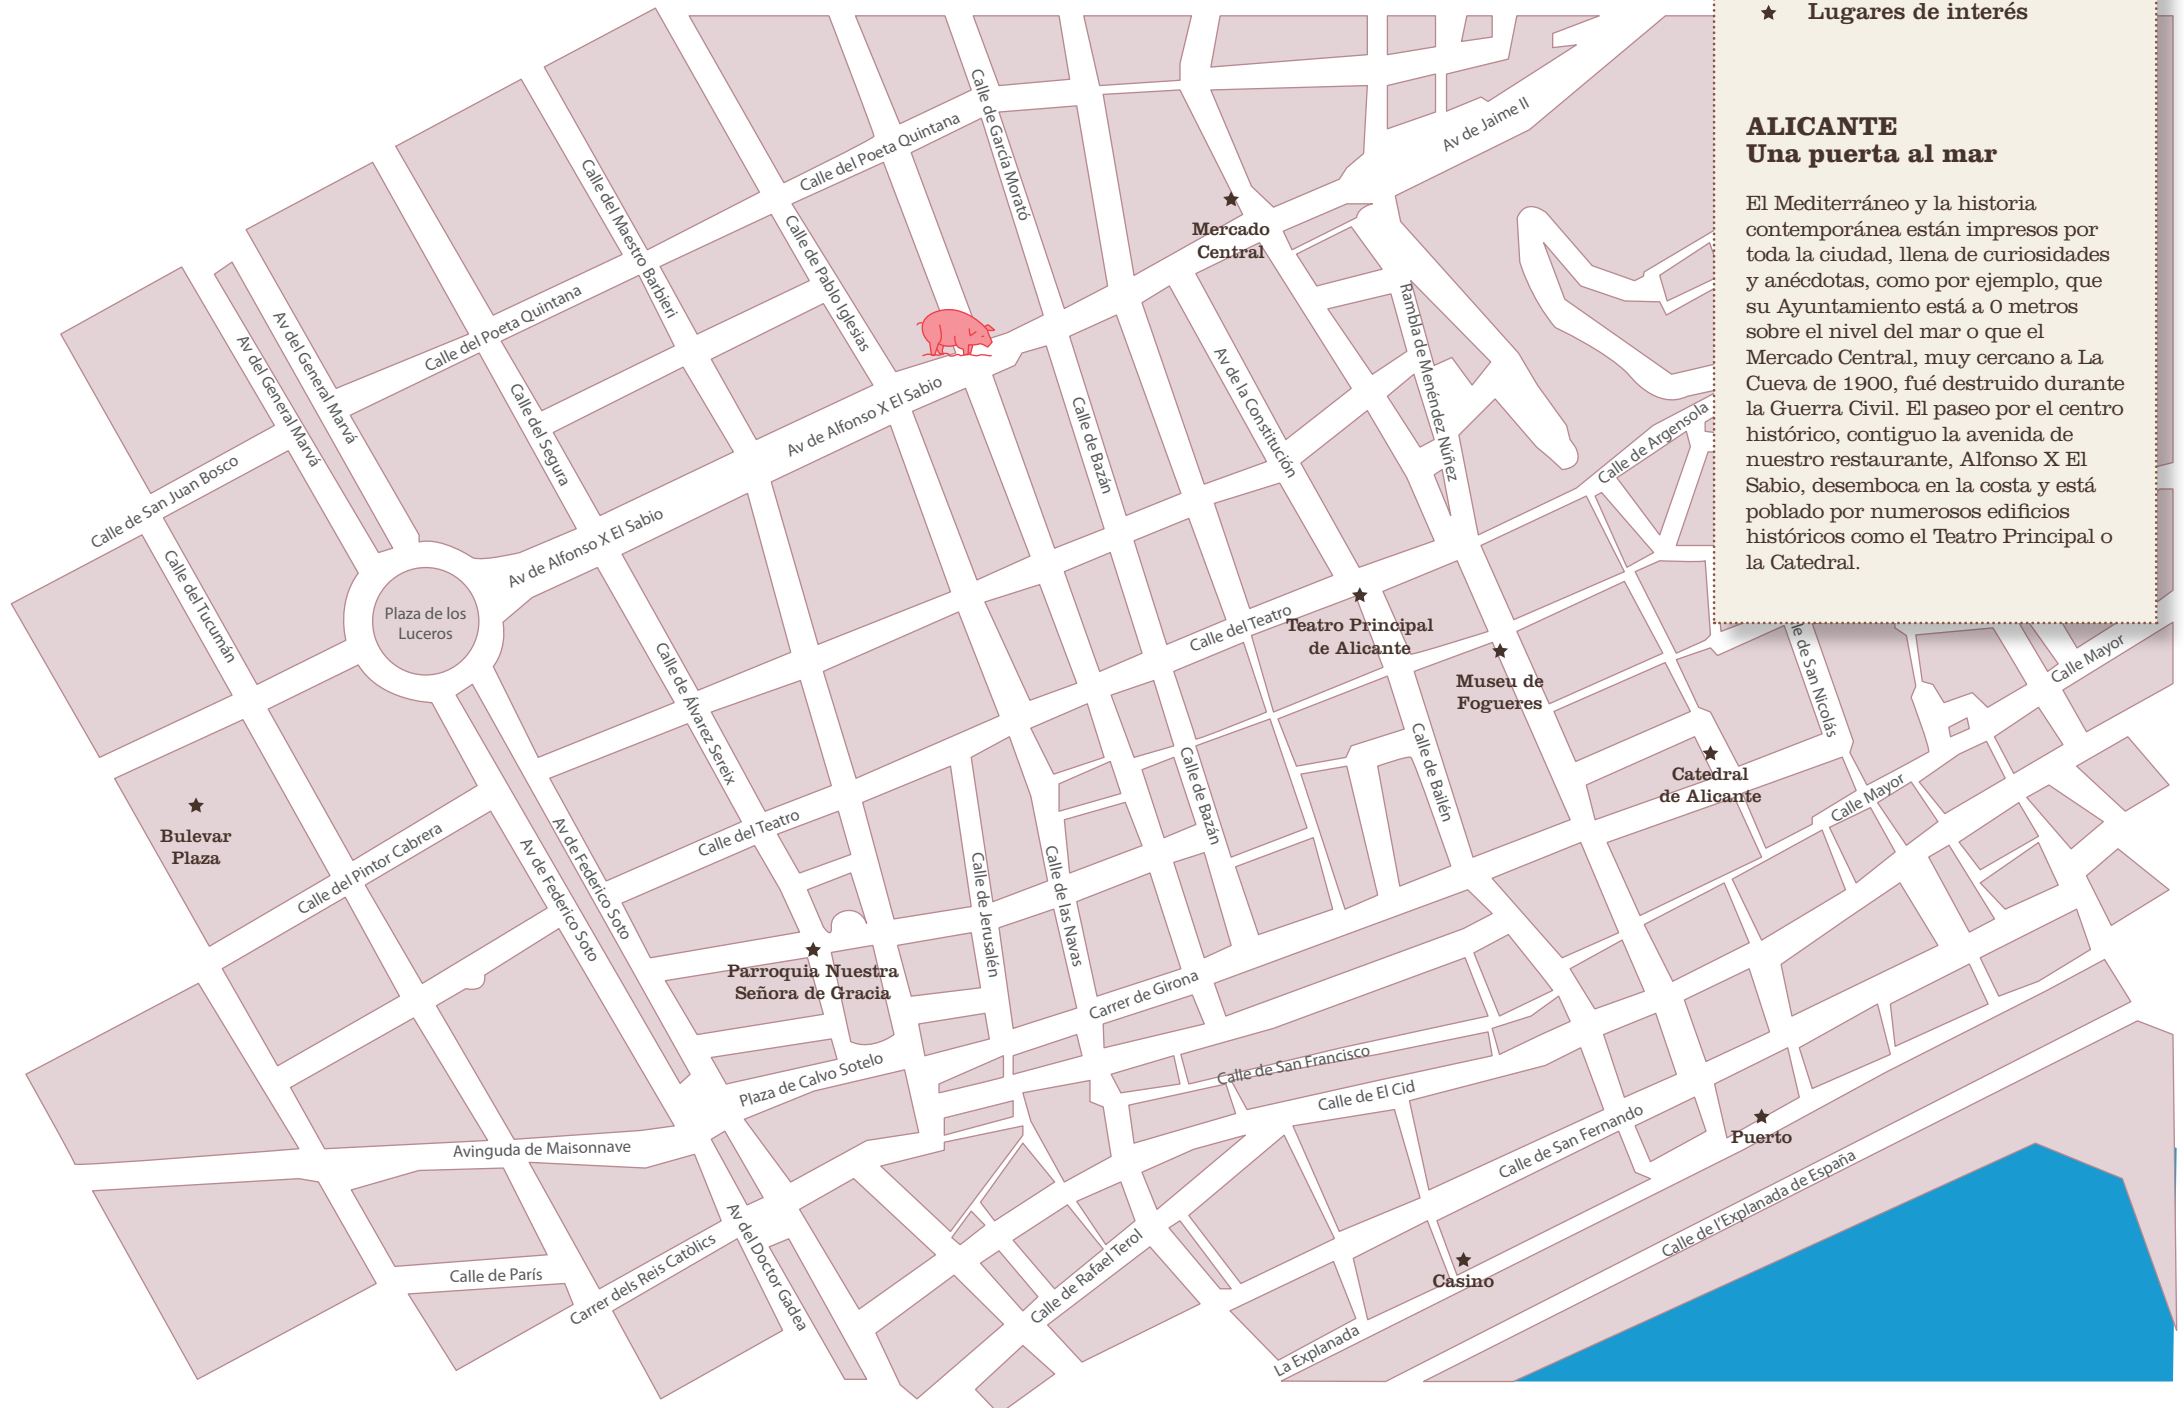 ★ Lugares de interés
ALICANTE
Una puerta al mar
El Mediterráneo y la historia
contemporánea están impresos por
toda la ciudad, llena de curiosidades
y anécdotas, como por ejemplo, que
su Ayuntamiento está a 0 metros
sobre el nivel del mar o que el
Mercado Central, muy cercano a La
Cueva de 1900, fué destruido durante
la Guerra Civil. El paseo por el centro
histórico, contiguo la avenida de
nuestro restaurante, Alfonso X El
Sabio, desemboca en la costa y está
poblado por numerosos edificios
históricos como el Teatro Principal o
la Catedral.
Calle de García Morató
Calle del Poeta Quintana
Av de Jaime II
Calle del Maestro Barbieri
Calle de Pablo Iglesias
Mercado
Central
Calle del Poeta Quintana
Av del General Marvá
Av del General Marvá
Rambla de Menéndez Núñez
Av de la Constitución
Calle del Segura
Av de Alfonso X El Sabio
Calle de Bazán
Calle de Argensola
Calle de San Juan Bosco
Av de Alfonso X El Sabio
Calle del Tucumán
Plaza de los
Luceros
Calle del Teatro
Teatro Principal
de Alicante
Museu de
Fogueres
Calle de Álvarez Sereix
le de San Nicolás
Calle Mayor
Calle de Bailén
Calle de Bazán
Catedral
de Alicante
Calle Mayor
Bulevar
Plaza
Calle del Teatro
Calle del Pintor Cabrera
Av de Federico Soto
Av de Federico Soto
Calle de Jerusalén
Calle de las Navas
Parroquia Nuestra
Señora de Gracia
Carrer de Girona
Plaza de Calvo Sotelo
Calle de San Francisco
Calle de El Cid
Calle de San Fernando
Puerto
Avinguda de Maisonnave
Calle de l'Explanada de España
Av del Doctor Gadea
Carrer dels Reis Catòlics
Calle de París
Calle de Rafael Terol
Casino
La Explanada